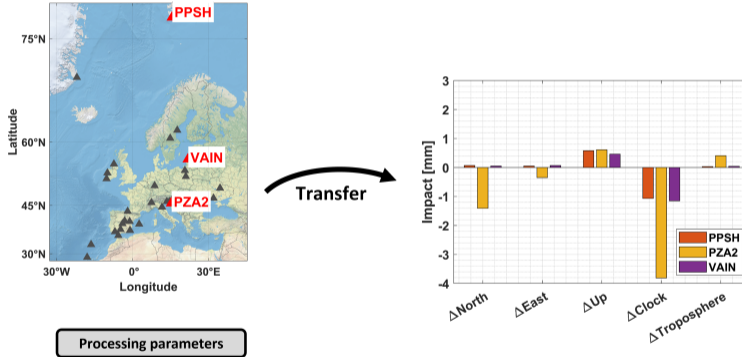 PPSH
75°N
60°N
45°N
30°N
Latitude
VAIN
PZA2
30°W
0°
30°E
Longitude
Processing parameters
Transfer
3
2
1
0
-1
-2
-3
-4
Impact [mm]
PPSH
PZA2
VAIN
ΔNorth
ΔEast
ΔUp
ΔClock
ΔTroposphere